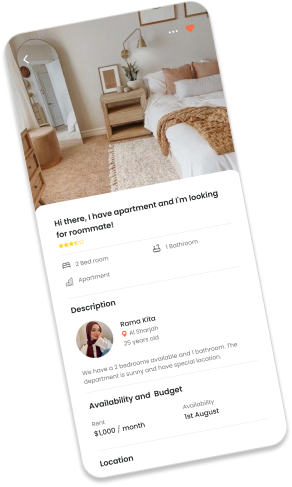 Hi there, I have apartment and I'm looking
for roommate!
2 Bed room
1 Bathroom
Apartment
Description
Rama Kita
Al Sharjah
25 years old
We have a 2 bedrooms available and 1 bathroom. The
department is sunny and have special location.
Availability and Budget
Rent
Availability
$1,000 / month
1st August
Location